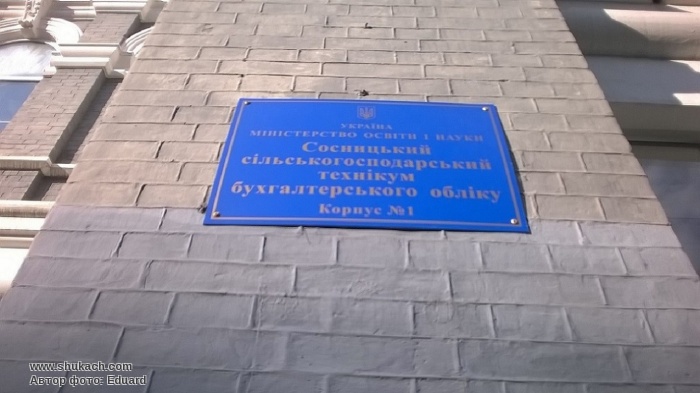 УКРАЇНА
МІНІСТЕРСТВО ОСВІТИ І НАУКИ
Сосницький
сільськогосподарський
технікум
бухгалтерського обліку
Корпус №1
www.shukach.com
Автор фото: Eduard